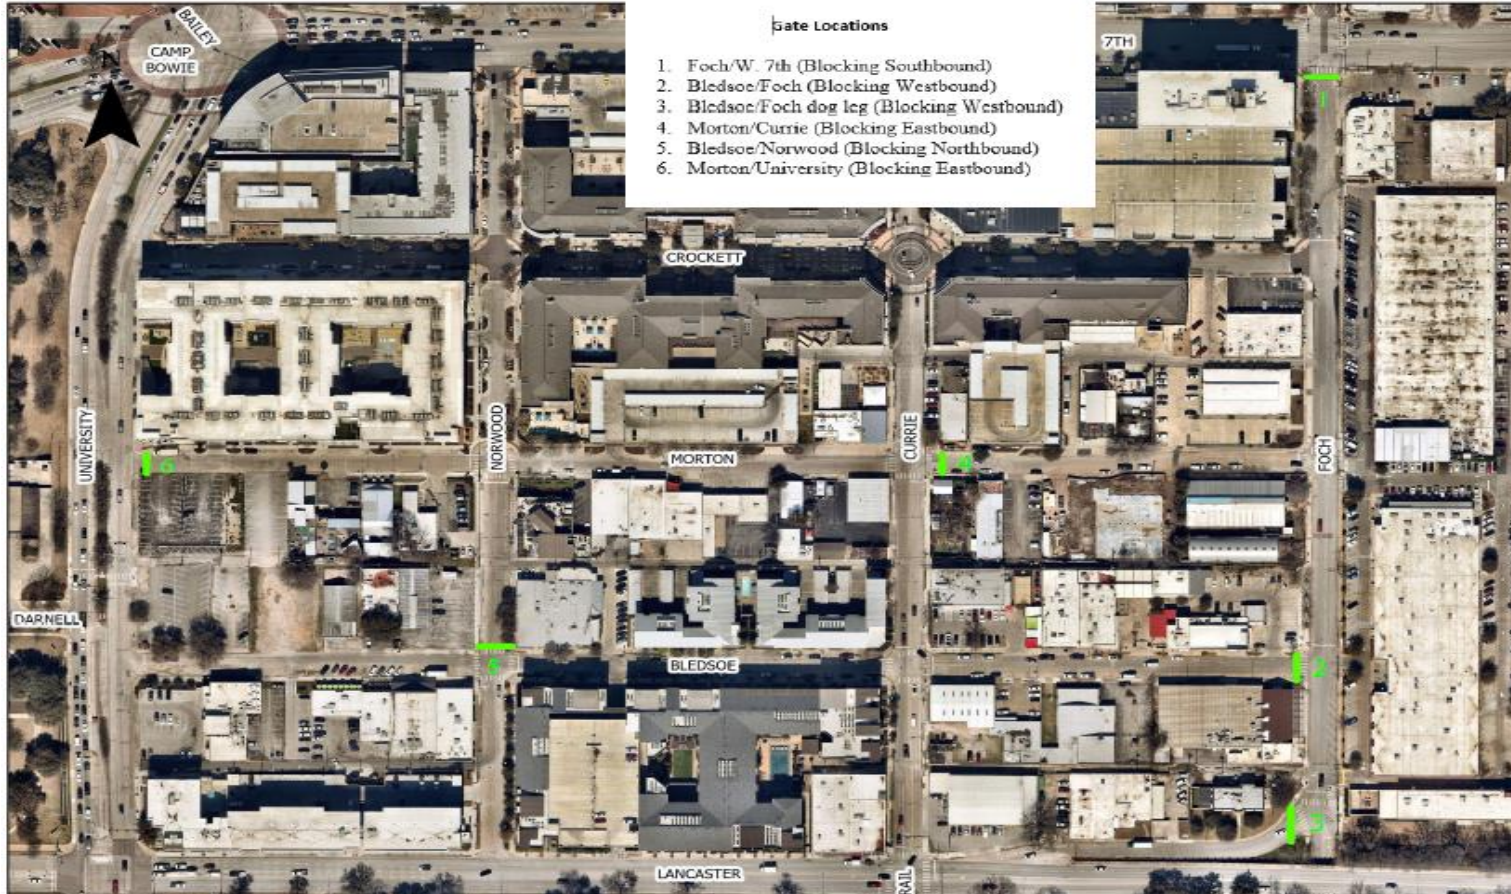 Gate Locations
1. Foch/W. 7th (Blocking Southbound)
2. Bledsoe/Foch (Blocking Westbound)
3. Bledsoe/Foch dog leg (Blocking Westbound)
4. Morton/Currie (Blocking Eastbound)
5. Bledsoe/Norwood (Blocking Northbound)
6. Morton/University (Blocking Eastbound)
BAILEY
CAMP
BOWIE
N
7TH
1
CROCKETT
UNIVERSITY
NORWOOD
CURRIE
FOCH
6
MORTON
4
DARNELL
5
BLEDSOE
2
3
LANCASTER
RAIL